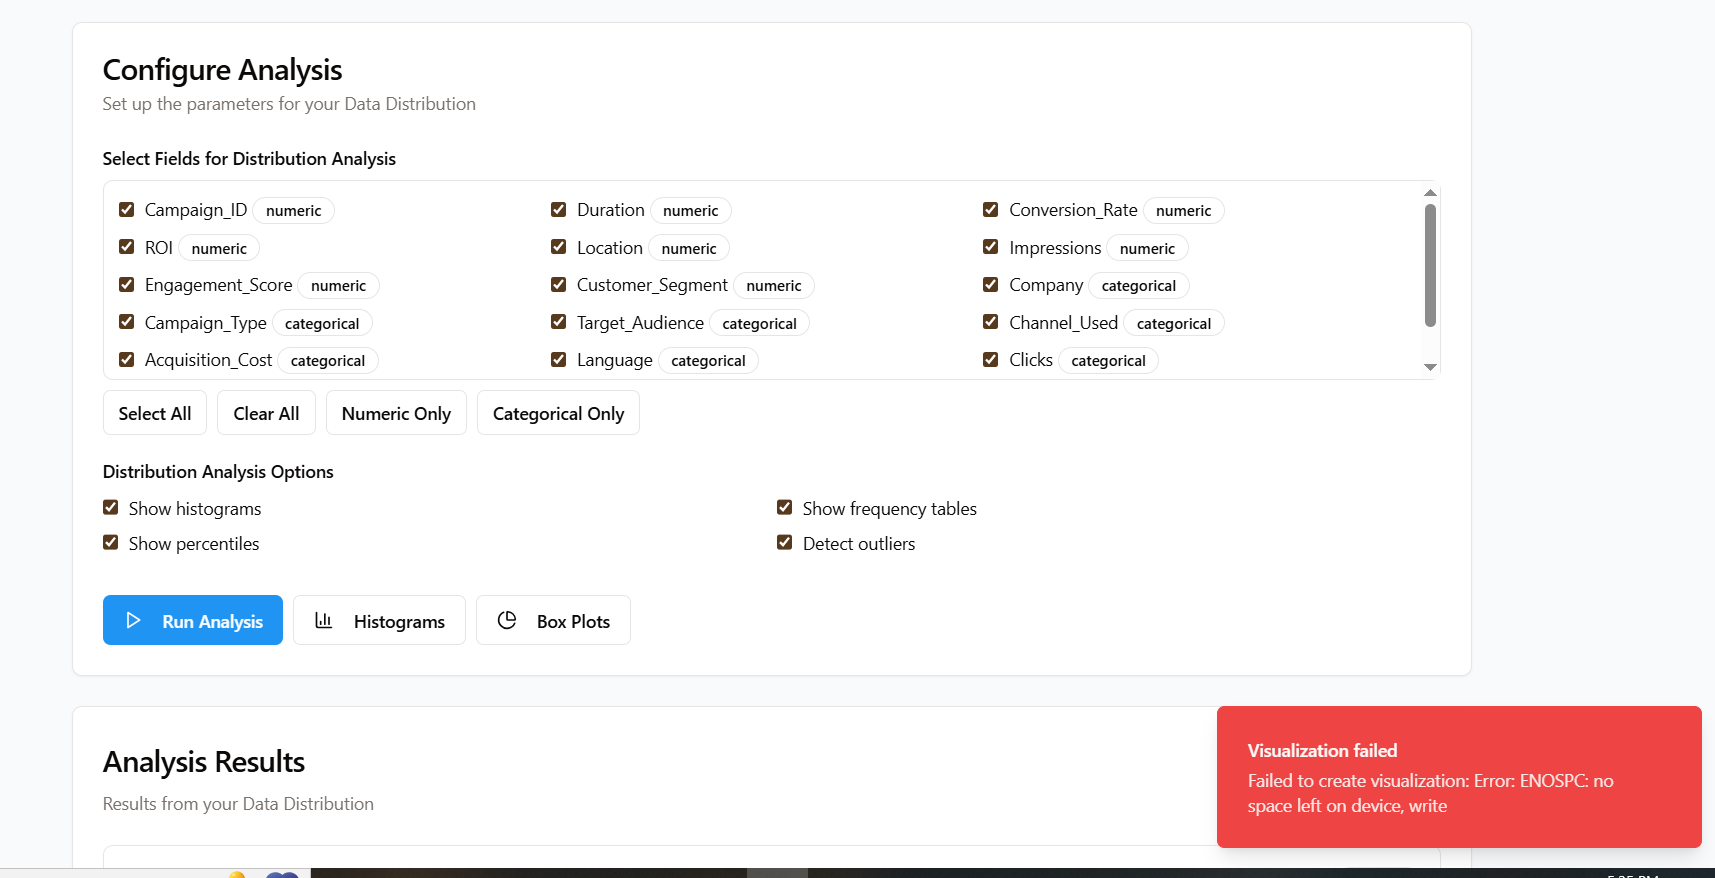 Configure Analysis
Set up the parameters for your Data Distribution
Select Fields for Distribution Analysis
Campaign_ID numeric Duration numeric Conversion_Rate numeric
ROI numeric Location numeric Impressions numeric
Engagement_Score numeric Customer_Segment numeric Company categorical
Campaign_Type categorical Target_Audience categorical Channel_Used categorical
Acquisition_Cost categorical Language categorical Clicks categorical
Select All Clear All Numeric Only Categorical Only
Distribution Analysis Options
Show histograms Show frequency tables
Show percentiles Detect outliers
Run Analysis Histograms Box Plots
Analysis Results
Results from your Data Distribution
Visualization failed
Failed to create visualization: Error: ENOSPC: no
space left on device, write